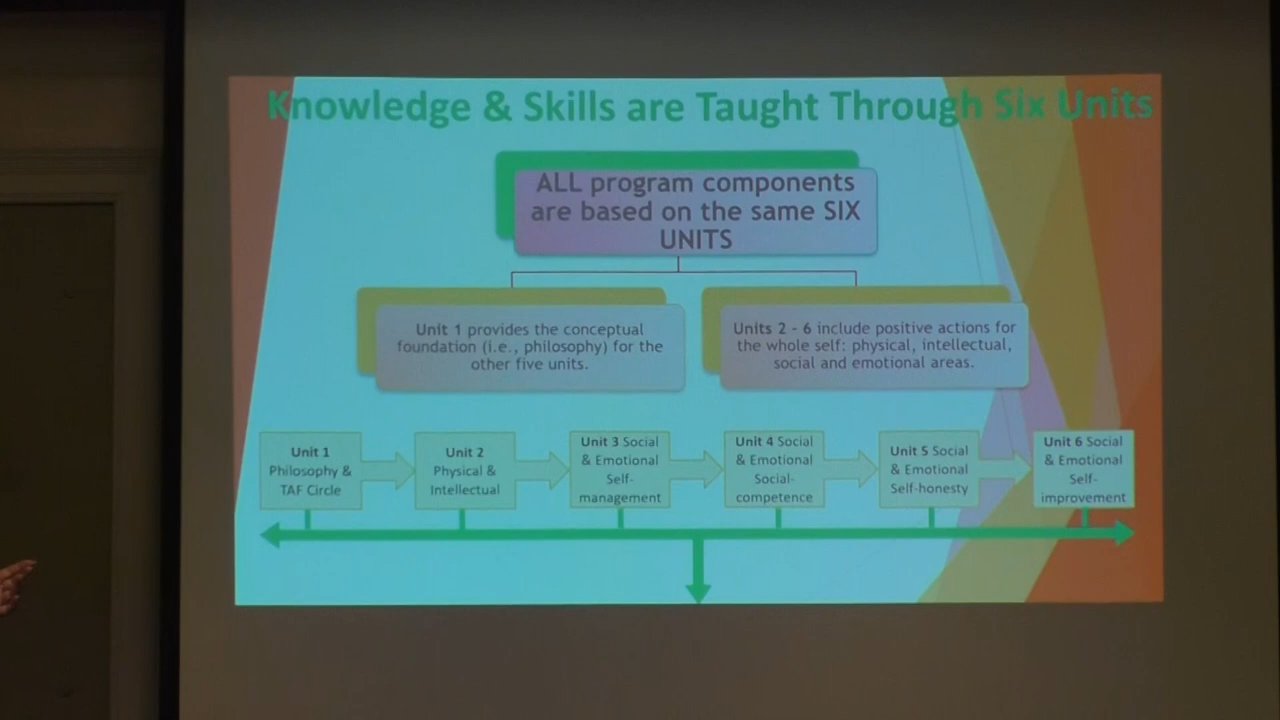 Knowledge & Skills are Taught Through Six Units
ALL program components
are based on the same SIX
UNITS
Unit 1 provides the conceptual
foundation (i.e., philosophy) for the
other five units.
Units 2 - 6 include positive actions for
the whole self: physical, intellectual,
social and emotional areas.
Unit 1
Philosophy &
TAF Circle
Unit 2
Physical &
Intellectual
Unit 3 Social
& Emotional
Self-
management
Unit 4 Social
& Emotional
Social-
competence
Unit 5 Social
& Emotional
Self-honesty
Unit 6 Social
& Emotional
Self-
improvement